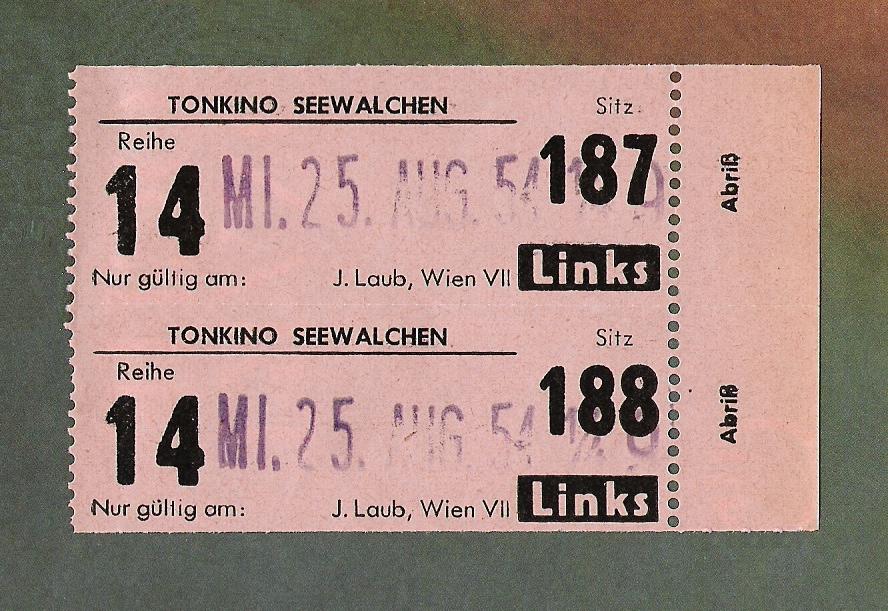 TONKINO SEEWALCHEN
Sitz
Reihe
14 MI. 25. AUG. 54 187
Nur gültig am: J. Laub, Wien VII Links
Abriß
TONKINO SEEWALCHEN
Sitz
Reihe
14 MI. 25. AUG. 54 188
Nur gültig am: J. Laub, Wien VII Links
Abriß